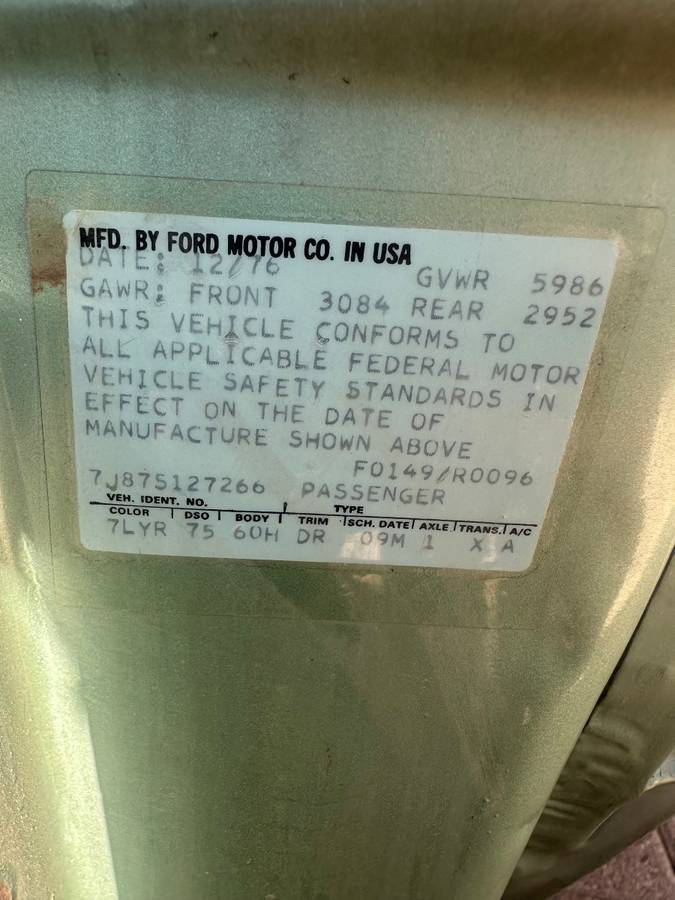 MFD. BY FORD MOTOR CO. IN USA
DATE: 12/76 GVWR 5986
GAWR: FRONT 3084 REAR 2952
THIS VEHICLE CONFORMS TO
ALL APPLICABLE FEDERAL MOTOR
VEHICLE SAFETY STANDARDS IN
EFFECT ON THE DATE OF
MANUFACTURE SHOWN ABOVE
F0149/R0096
7J87S127266 PASSENGER
VEH. IDENT. NO. TYPE
COLOR DSO BODY TRIM SCH. DATE AXLE TRANS. A/C
7LYR 75 60H DR 09M 1 X A